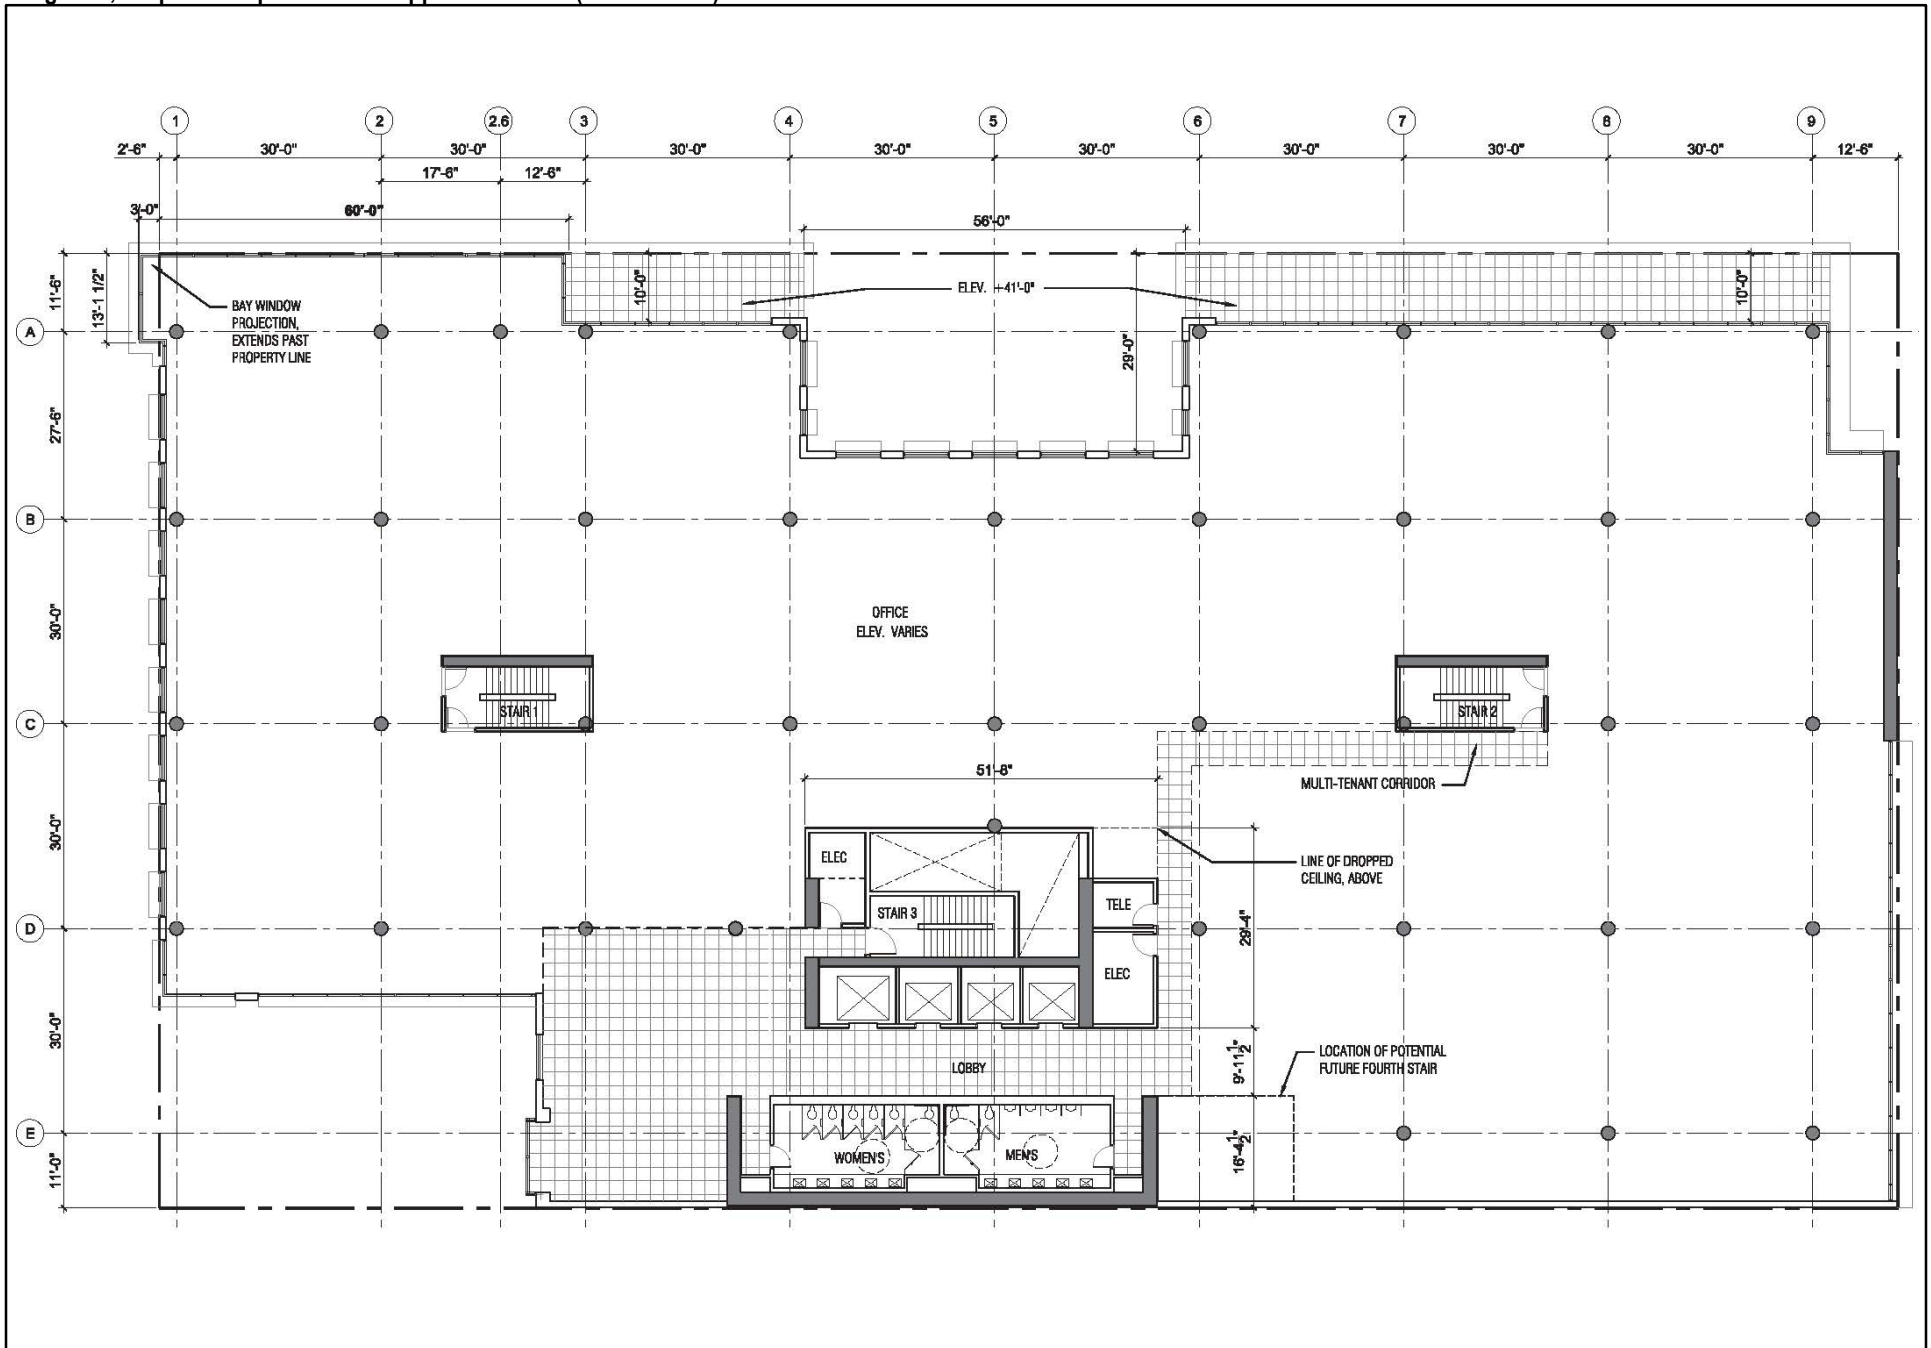 1 2 2.6 3 4 5 6 7 8 9
2'-6" 30'-0" 30'-0" 30'-0" 30'-0" 30'-0" 30'-0" 30'-0" 30'-0" 12'-6"
17'-6" 12'-6"
3'-0" 60'-0" 56'-0"
11'-6"
13'-1 1/2"
10'-0"
ELEV. +41'-0"
10'-0"
BAY WINDOW
PROJECTION,
EXTENDS PAST
PROPERTY LINE
A
29'-0"
27'-6"
B
30'-0"
OFFICE
ELEV. VARIES
STAIR 1
STAIR 2
C
51'-8"
MULTI-TENANT CORRIDOR
30'-0"
ELEC
LINE OF DROPPED
CEILING, ABOVE
TELE
STAIR 3
D
29'-4"
ELEC
30'-0"
LOBBY
9'-11 1/2"
LOCATION OF POTENTIAL
FUTURE FOURTH STAIR
E
WOMEN'S
MEN'S
16'-4 1/2"
11'-0"